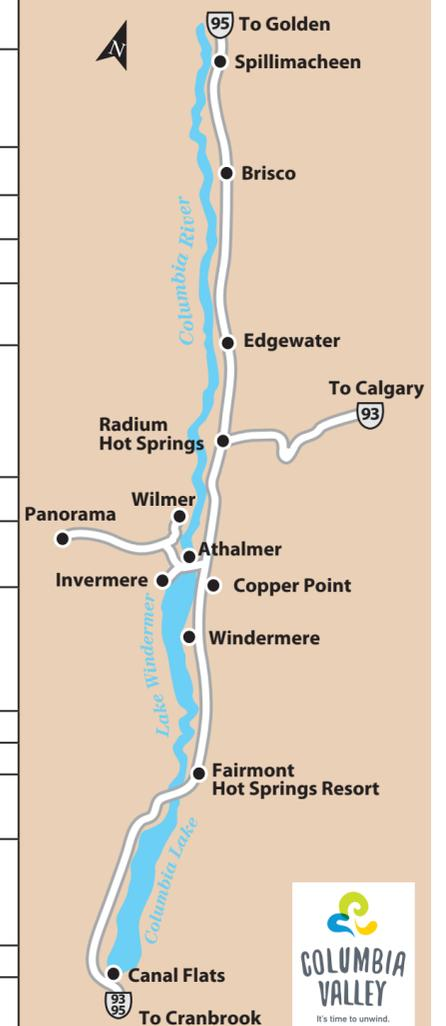 95 To Golden
N
Spillimacheen
Brisco
Columbia River
Edgewater
To Calgary
93
Radium
Hot Springs
Wilmer
Panorama
Athalmer
Invermere
Copper Point
Lake Windermer
Windermere
Fairmont
Hot Springs Resort
Columbia Lake
Canal Flats
93
95
To Cranbrook
COLUMBIA
VALLEY
It's time to unwind.